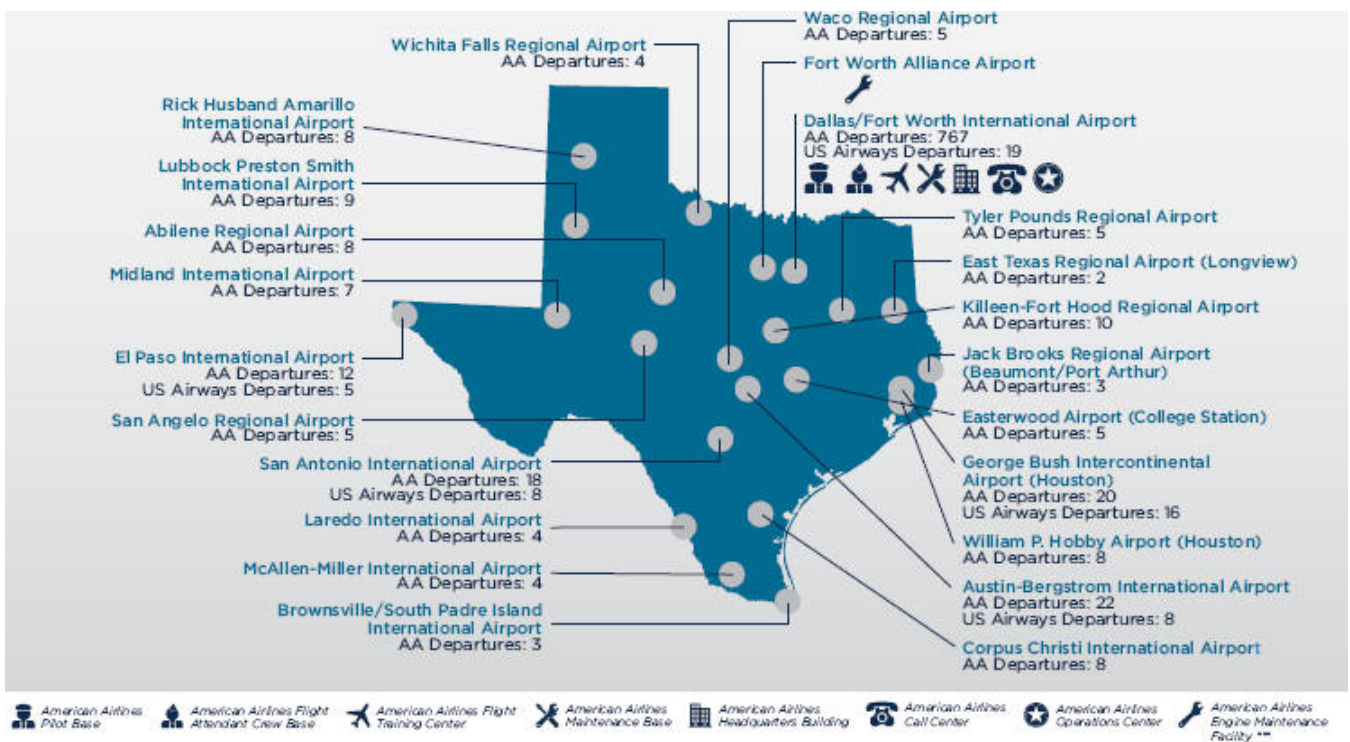 Waco Regional Airport
AA Departures: 5
Wichita Falls Regional Airport
AA Departures: 4
Fort Worth Alliance Airport
Rick Husband Amarillo
International Airport
AA Departures: 8
Dallas/Fort Worth International Airport
AA Departures: 767
US Airways Departures: 19
Lubbock Preston Smith
International Airport
AA Departures: 9
Abilene Regional Airport
AA Departures: 8
Midland International Airport
AA Departures: 7
El Paso International Airport
AA Departures: 12
US Airways Departures: 5
San Angelo Regional Airport
AA Departures: 5
San Antonio International Airport
AA Departures: 18
US Airways Departures: 8
Laredo International Airport
AA Departures: 4
McAllen-Miller International Airport
AA Departures: 4
Brownsville/South Padre Island
International Airport
AA Departures: 3
Tyler Pounds Regional Airport
AA Departures: 5
East Texas Regional Airport (Longview)
AA Departures: 2
Killeen-Fort Hood Regional Airport
AA Departures: 10
Jack Brooks Regional Airport
(Beaumont/Port Arthur)
AA Departures: 3
Easterwood Airport (College Station)
AA Departures: 5
George Bush Intercontinental
Airport (Houston)
AA Departures: 20
US Airways Departures: 16
William P. Hobby Airport (Houston)
AA Departures: 8
Austin-Bergstrom International Airport
AA Departures: 22
US Airways Departures: 8
Corpus Christi International Airport
AA Departures: 8
American Airlines
Pilot Base
American Airlines Flight
Attendant Crew Base
American Airlines Flight
Training Center
American Airlines
Maintenance Base
American Airlines
Headquarters Building
American Airlines
Call Center
American Airlines
Operations Center
American Airlines
Engine Maintenance
Facility ***